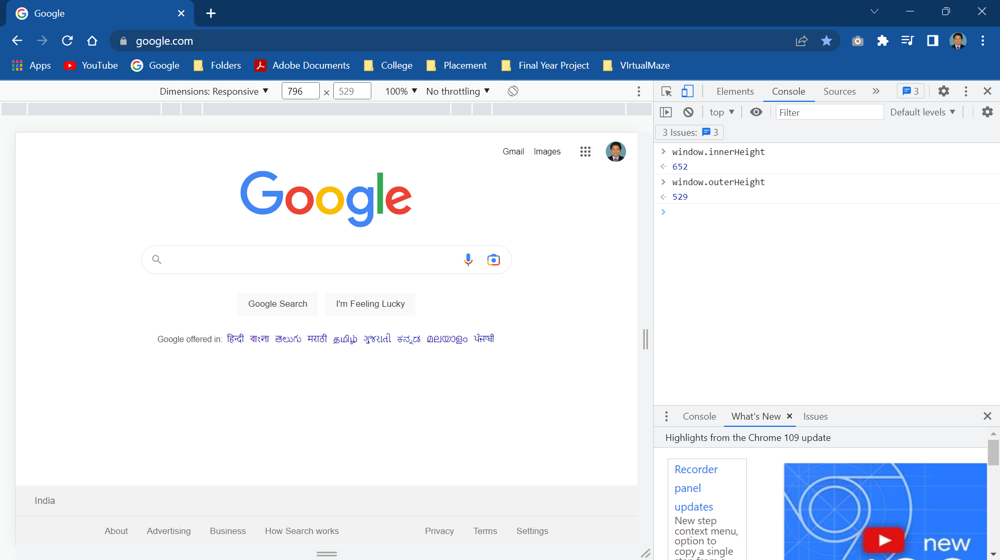 Google
google.com
Apps YouTube Google Folders Adobe Documents College Placement Final Year Project VIrtualMaze
Dimensions: Responsive 796 × 529 100% No throttling
Elements Console Sources 3
top Filter Default levels
3 Issues: 3
window.innerHeight
652
window.outerHeight
529
Gmail Images
Google
Google Search I'm Feeling Lucky
Google offered in: हिन्दी বাংলা తెలుగు मराठी தமிழ் ગુજરાતી ಕನ್ನಡ മലയാളം ਪੰਜਾਬੀ
India
About Advertising Business How Search works Privacy Terms Settings
Console What's New Issues
Highlights from the Chrome 109 update
Recorder
panel
updates
New step
context menu,
option to
copy a single
new